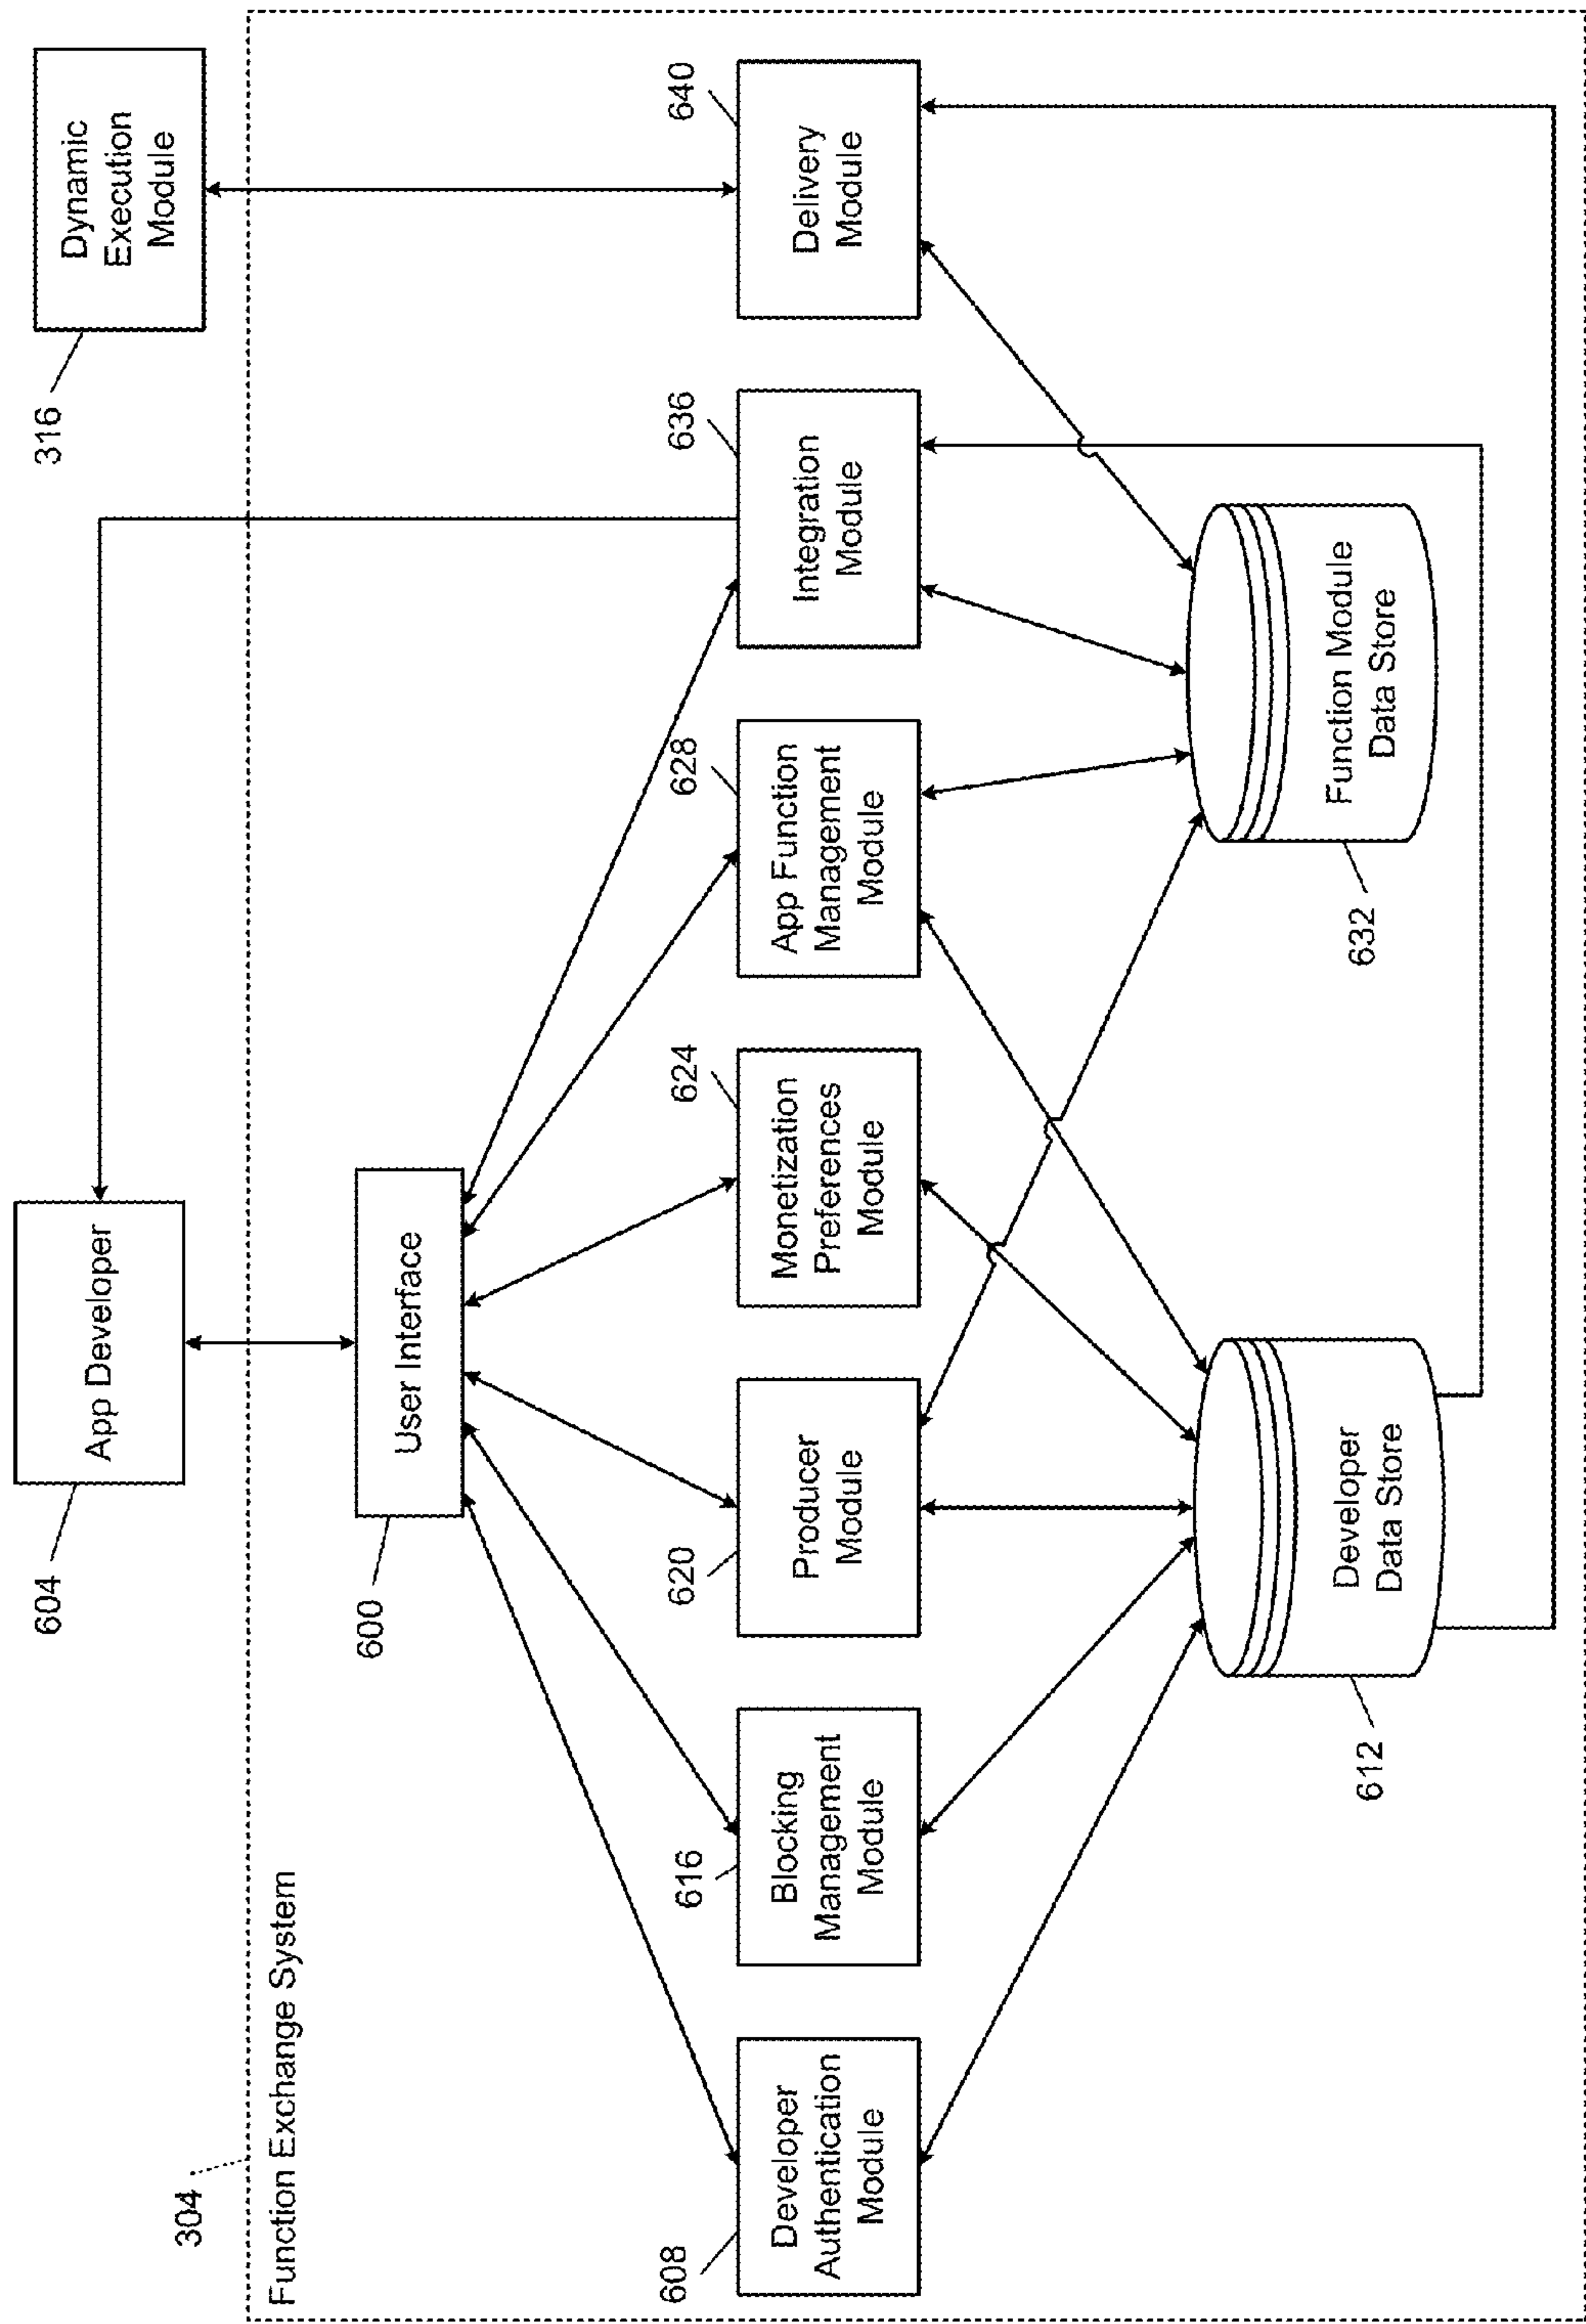 604
App Developer
316
Dynamic
Execution
Module
304
Function Exchange System
600
User Interface
608
Developer
Authentication
Module
616
Blocking
Management
Module
620
Producer
Module
624
Monetization
Preferences
Module
628
App Function
Management
Module
636
Integration
Module
640
Delivery
Module
612
Developer
Data Store
632
Function Module
Data Store